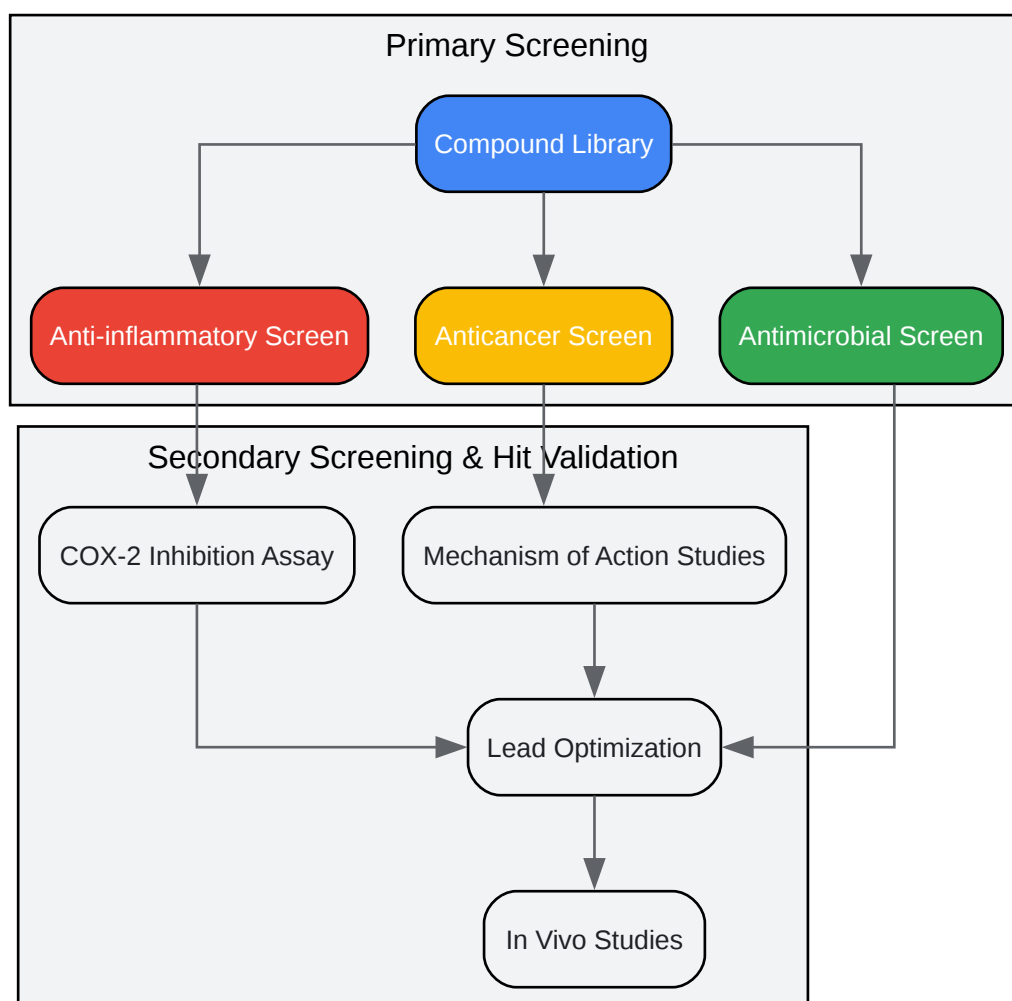 Primary Screening
Compound Library
Anti-inflammatory Screen
Anticancer Screen
Antimicrobial Screen
Secondary Screening & Hit Validation
COX-2 Inhibition Assay
Mechanism of Action Studies
Lead Optimization
In Vivo Studies